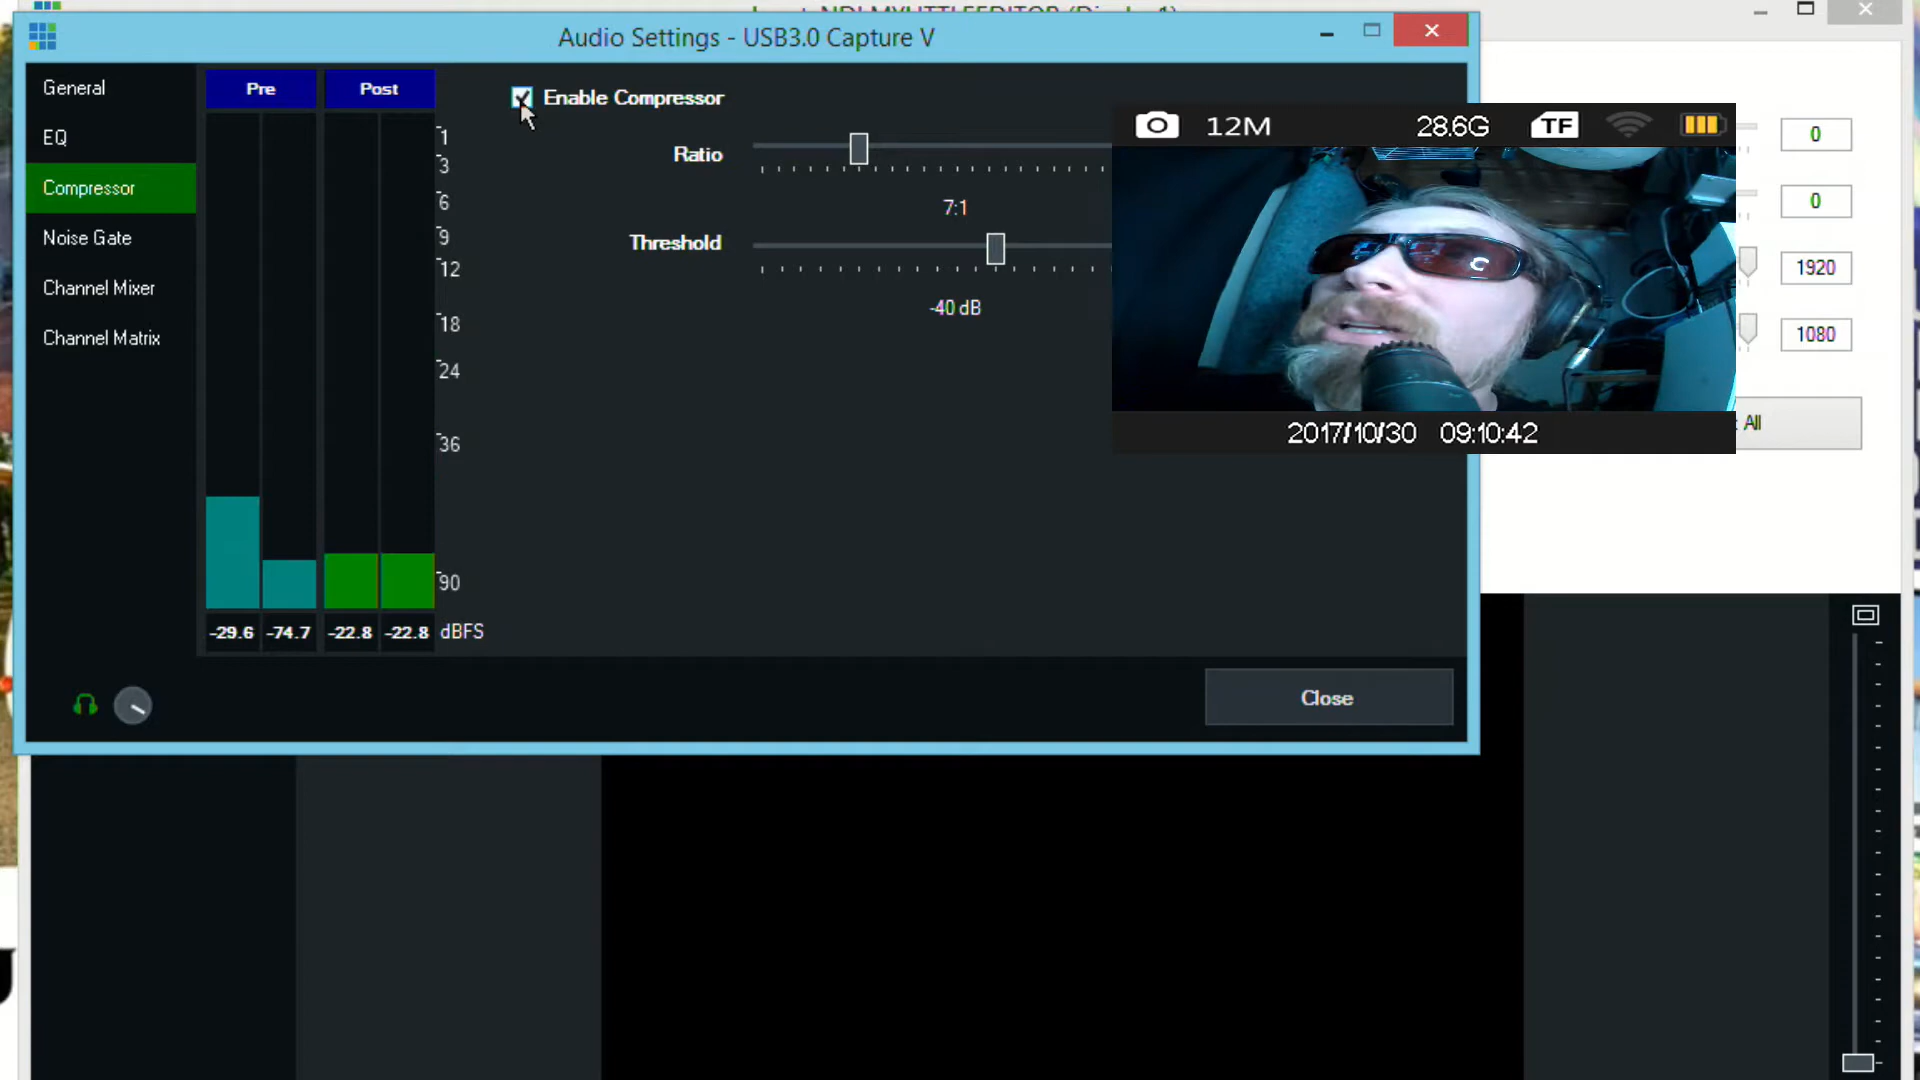 Audio Settings - USB3.0 Capture V
General
EQ
Compressor
Noise Gate
Channel Mixer
Channel Matrix
Pre
Post
1
3
6
9
12
18
24
36
90
-29.6
-74.7
-22.8
-22.8
dBFS
Enable Compressor
Ratio
7:1
Threshold
-40 dB
12M
28.6G
TF
2017/10/30 09:10:42
0
0
1920
1080
All
Close